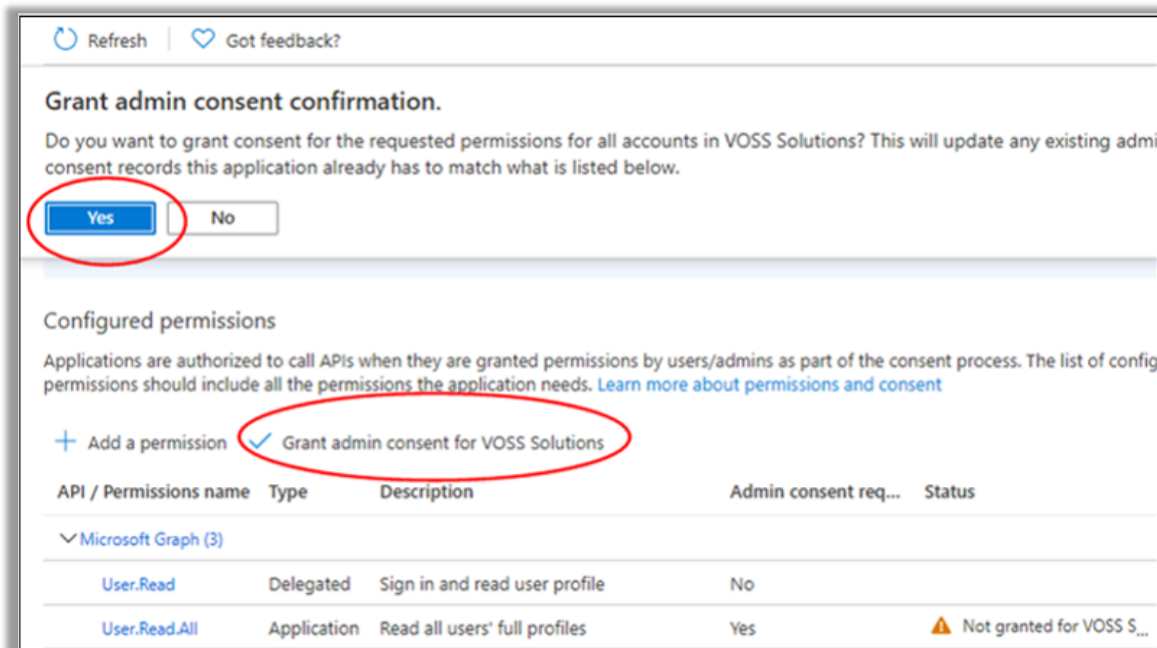 Refresh Got feedback?
Grant admin consent confirmation.
Do you want to grant consent for the requested permissions for all accounts in VOSS Solutions? This will update any existing admi
consent records this application already has to match what is listed below.
Yes No
Configured permissions
Applications are authorized to call APIs when they are granted permissions by users/admins as part of the consent process. The list of config
permissions should include all the permissions the application needs. Learn more about permissions and consent
Add a permission Grant admin consent for VOSS Solutions
API / Permissions name Type Description Admin consent req... Status
Microsoft Graph (3)
User.Read Delegated Sign in and read user profile No
User.Read.All Application Read all users' full profiles Yes Not granted for VOSS S...